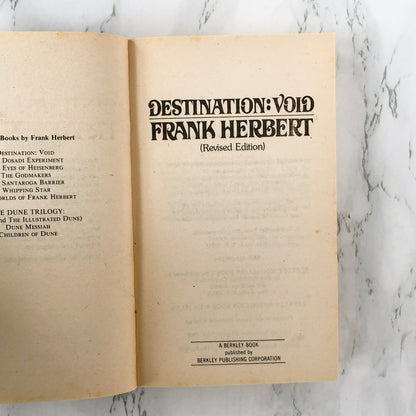 Books by Frank Herbert
DESTINATION: VOID
DOSADI EXPERIMENT
EYES OF HEISENBERG
THE GODMAKERS
SANTAROGA BARRIER
WHIPPING STAR
WORLDS OF FRANK HERBERT
THE DUNE TRILOGY:
(and THE ILLUSTRATED DUNE)
DUNE MESSIAH
CHILDREN OF DUNE
DESTINATION: VOID
FRANK HERBERT
(Revised Edition)
A BERKLEY BOOK
published by
BERKLEY PUBLISHING CORPORATION